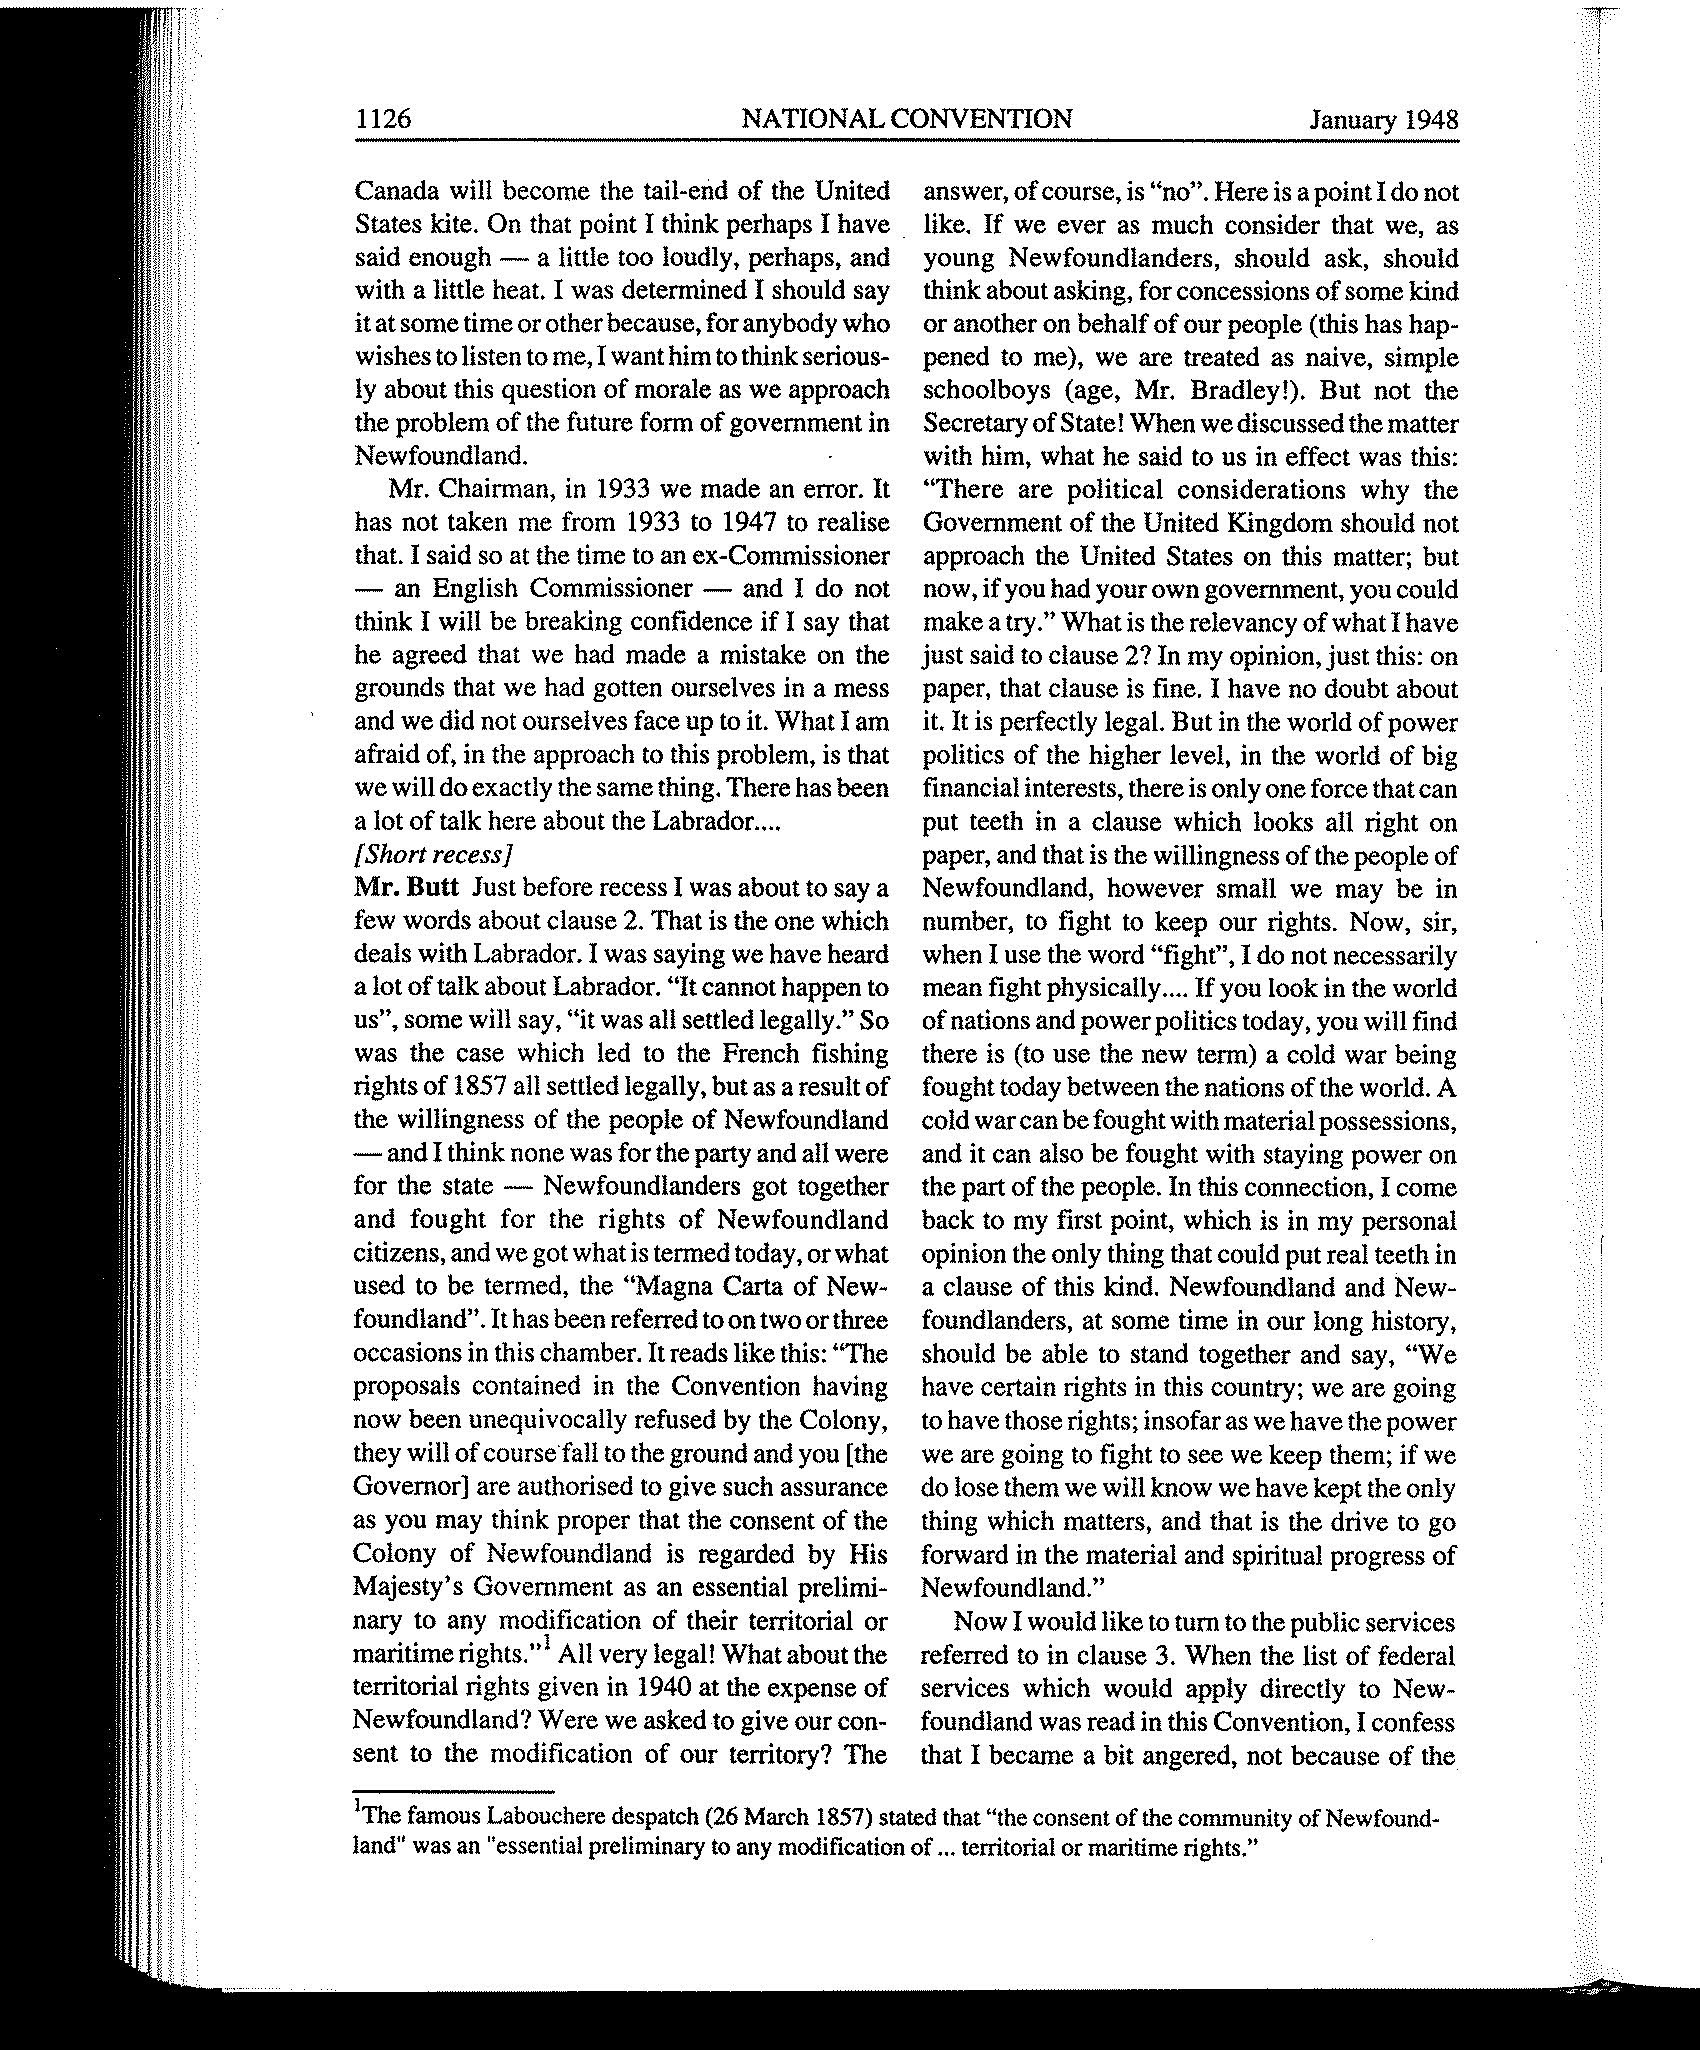 1126 NATIONAL CONVENTION January 1948
Canada will become the tail-end of the United
States kite. On that point I think perhaps I have
said enough — a little too loudly, perhaps, and
with a little heat. I was determined I should say
it at some time or other because, for anybody who
wishes to listen to me, I want him to think serious-
ly about this question of morale as we approach
the problem of the future form of government in
Newfoundland.
Mr. Chairman, in 1933 we made an error. It
has not taken me from 1933 to 1947 to realise
that. I said so at the time to an ex-Commissioner
— an English Commissioner — and I do not
think I will be breaking confidence if I say that
he agreed that we had made a mistake on the
grounds that we had gotten ourselves in a mess
and we did not ourselves face up to it. What I am
afraid of, in the approach to this problem, is that
we will do exactly the same thing. There has been
a lot of talk here about the Labrador....
[Short recess]
Mr. Butt Just before recess I was about to say a
few words about clause 2. That is the one which
deals with Labrador. I was saying we have heard
a lot of talk about Labrador. “It cannot happen to
us”, some will say, “it was all settled legally.” So
was the case which led to the French fishing
rights of 1857 all settled legally, but as a result of
the willingness of the people of Newfoundland
— and I think none was for the party and all were
for the state — Newfoundlanders got together
and fought for the rights of Newfoundland
citizens, and we got what is termed today, or what
used to be termed, the “Magna Carta of New-
foundland”. It has been referred to on two or three
occasions in this chamber. It reads like this: “The
proposals contained in the Convention having
now been unequivocally refused by the Colony,
they will of course fall to the ground and you [the
Governor] are authorised to give such assurance
as you may think proper that the consent of the
Colony of Newfoundland is regarded by His
Majesty's Government as an essential prelimi-
nary to any modification of their territorial or
maritime rights.”1 All very legal! What about the
territorial rights given in 1940 at the expense of
Newfoundland? Were we asked to give our con-
sent to the modification of our territory? The
answer, of course, is “no”. Here is a point I do not
like. If we ever as much consider that we, as
young Newfoundlanders, should ask, should
think about asking, for concessions of some kind
or another on behalf of our people (this has hap-
pened to me), we are treated as naive, simple
schoolboys (age, Mr. Bradley!). But not the
Secretary of State! When we discussed the matter
with him, what he said to us in effect was this:
“There are political considerations why the
Government of the United Kingdom should not
approach the United States on this matter; but
now, if you had your own government, you could
make a try.” What is the relevancy of what I have
just said to clause 2? In my opinion, just this: on
paper, that clause is fine. I have no doubt about
it. It is perfectly legal. But in the world of power
politics of the higher level, in the world of big
financial interests, there is only one force that can
put teeth in a clause which looks all right on
paper, and that is the willingness of the people of
Newfoundland, however small we may be in
number, to fight to keep our rights. Now, sir,
when I use the word “fight”, I do not necessarily
mean fight physically.... If you look in the world
of nations and power politics today, you will find
there is (to use the new term) a cold war being
fought today between the nations of the world. A
cold war can be fought with material possessions,
and it can also be fought with staying power on
the part of the people. In this connection, I come
back to my first point, which is in my personal
opinion the only thing that could put real teeth in
a clause of this kind. Newfoundland and New-
foundlanders, at some time in our long history,
should be able to stand together and say, “We
have certain rights in this country; we are going
to have those rights; insofar as we have the power
we are going to fight to see we keep them; if we
do lose them we will know we have kept the only
thing which matters, and that is the drive to go
forward in the material and spiritual progress of
Newfoundland.”
Now I would like to turn to the public services
referred to in clause 3. When the list of federal
services which would apply directly to New-
foundland was read in this Convention, I confess
that I became a bit angered, not because of the
1The famous Labouchere despatch (26 March 1857) stated that “the consent of the community of Newfound-
land" was an "essential preliminary to any modification of ... territorial or maritime rights.”